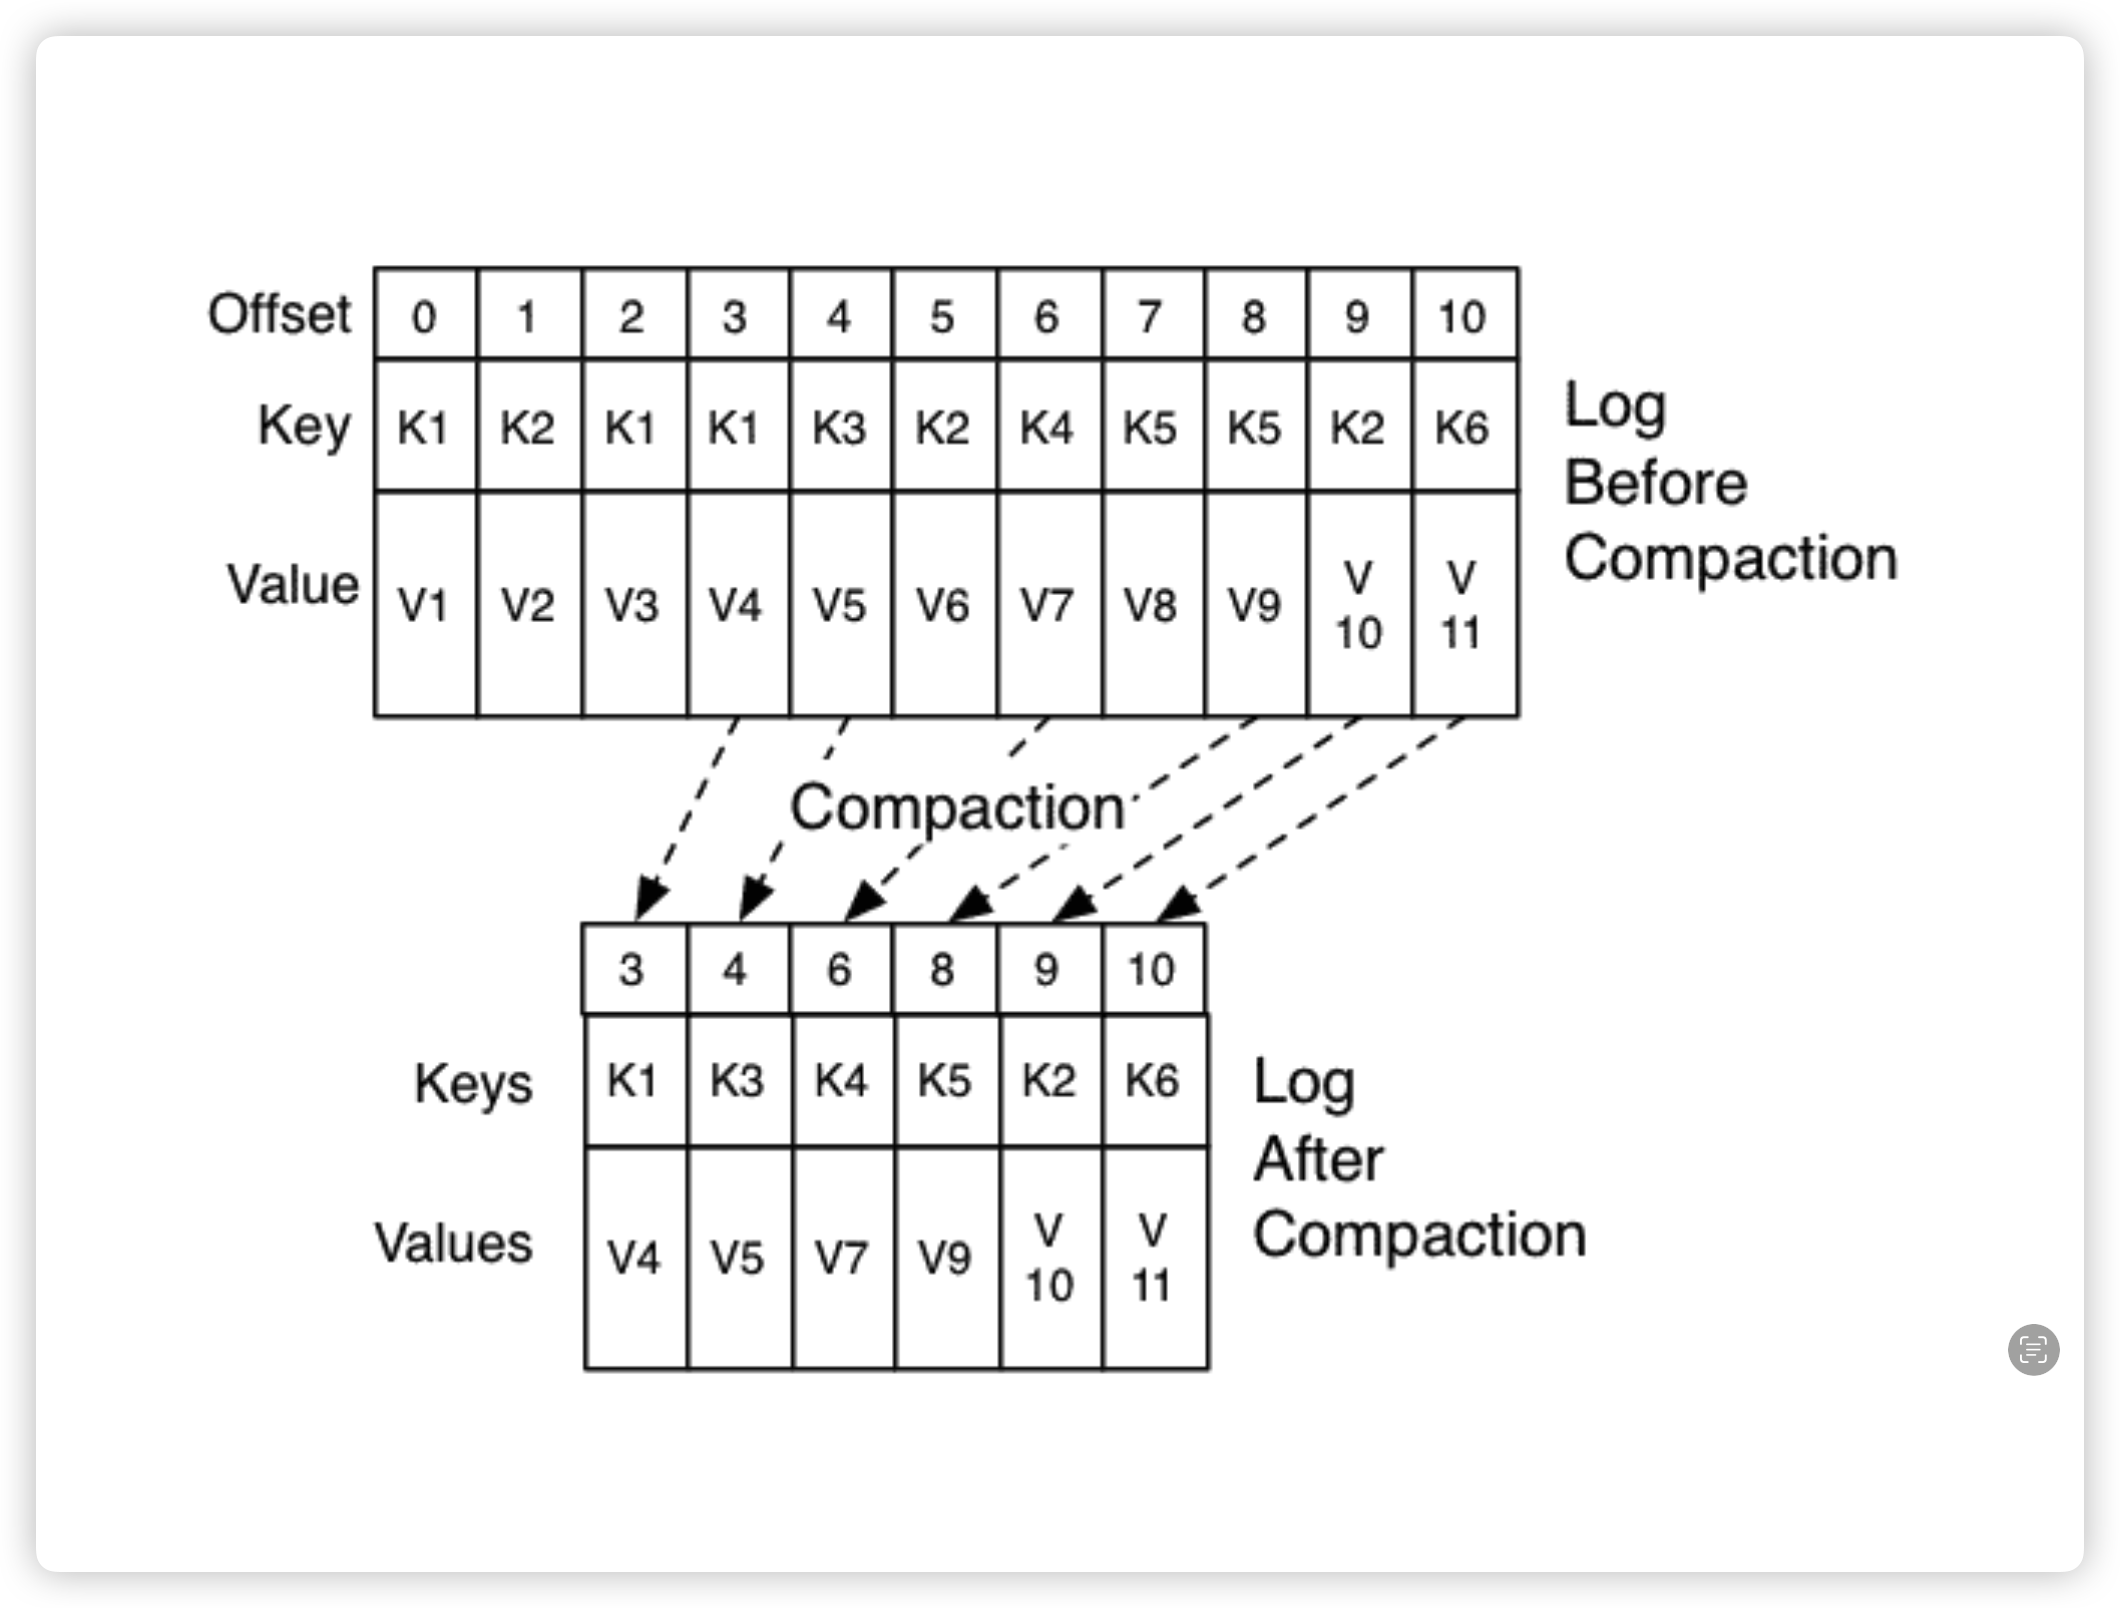 Offset 0 1 2 3 4 5 6 7 8 9 10
Key K1 K2 K1 K1 K3 K2 K4 K5 K5 K2 K6
Value V1 V2 V3 V4 V5 V6 V7 V8 V9 V 10 V 11
Log
Before
Compaction
Compaction
3 4 6 8 9 10
Keys K1 K3 K4 K5 K2 K6
Values V4 V5 V7 V9 V 10 V 11
Log
After
Compaction